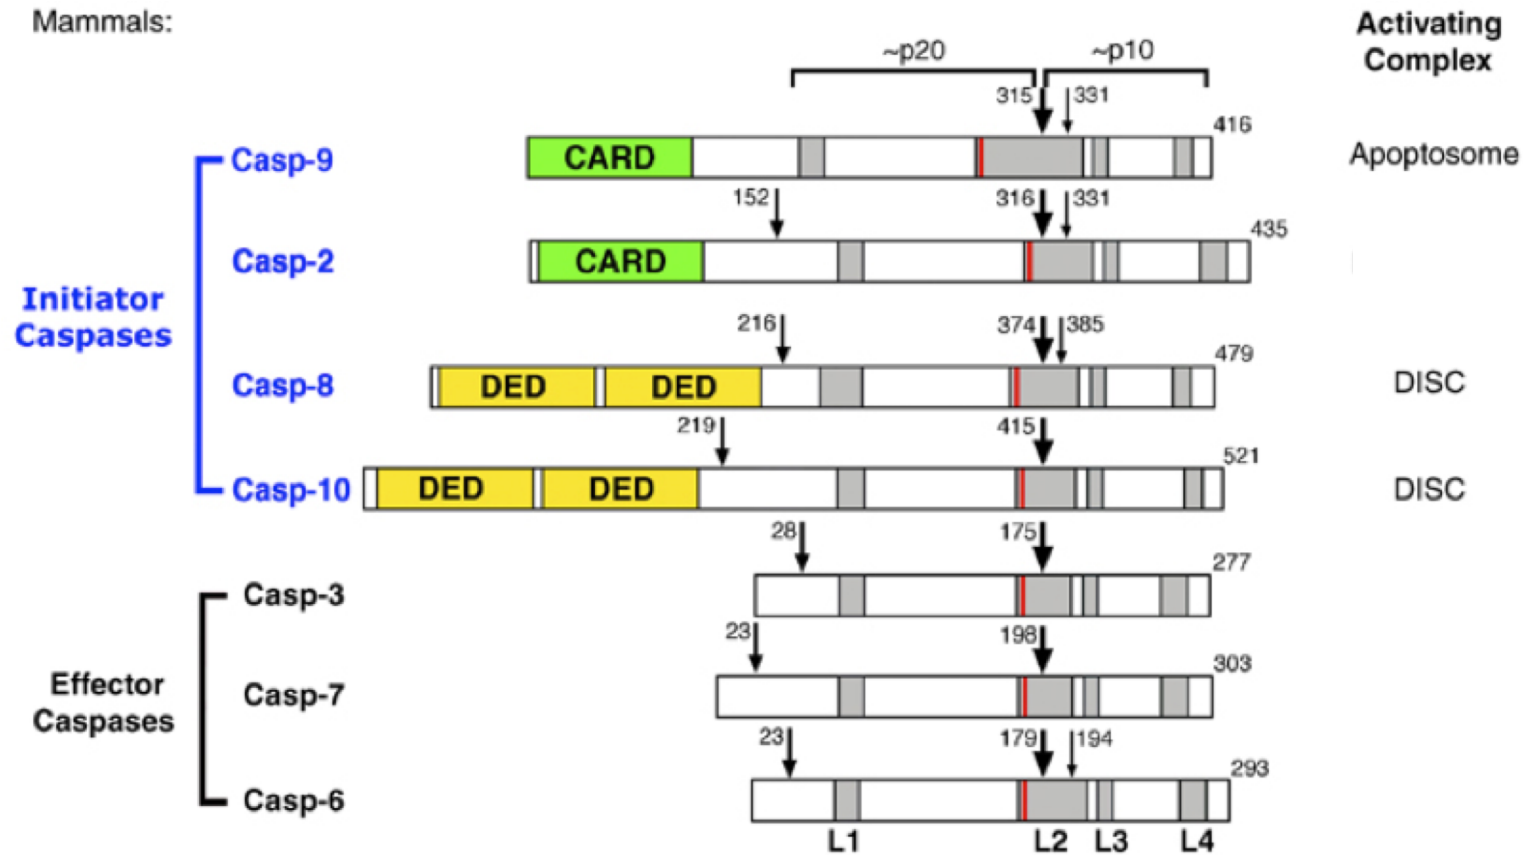 Mammals:
Activating
Complex
~p20
~p10
315
331
416
Casp-9
CARD
Apoptosome
152
316
331
435
Casp-2
CARD
Initiator
Caspases
216
374
385
479
Casp-8
DED
DED
DISC
219
415
521
Casp-10
DED
DED
DISC
28
175
277
Casp-3
23
198
303
Effector
Caspases
Casp-7
23
179
194
293
Casp-6
L1
L2
L3
L4